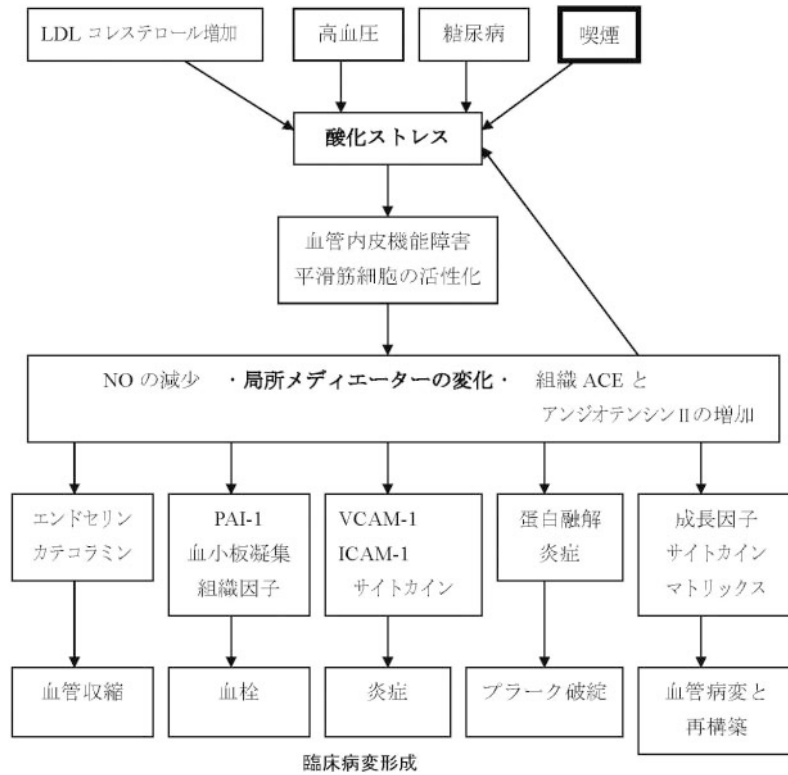 LDL コレステロール増加
高血圧
糖尿病
喫煙
酸化ストレス
血管内皮機能障害
平滑筋細胞の活性化
NO の減少 ・局所メディエーターの変化・ 組織 ACE と
アンジオテンシンⅡの増加
エンドセリン
カテコラミン
PAI-1
血小板凝集
組織因子
VCAM-1
ICAM-1
サイトカイン
蛋白融解
炎症
成長因子
サイトカイン
マトリックス
血管収縮
血栓
炎症
プラーク破綻
血管病変と
再構築
臨床病変形成